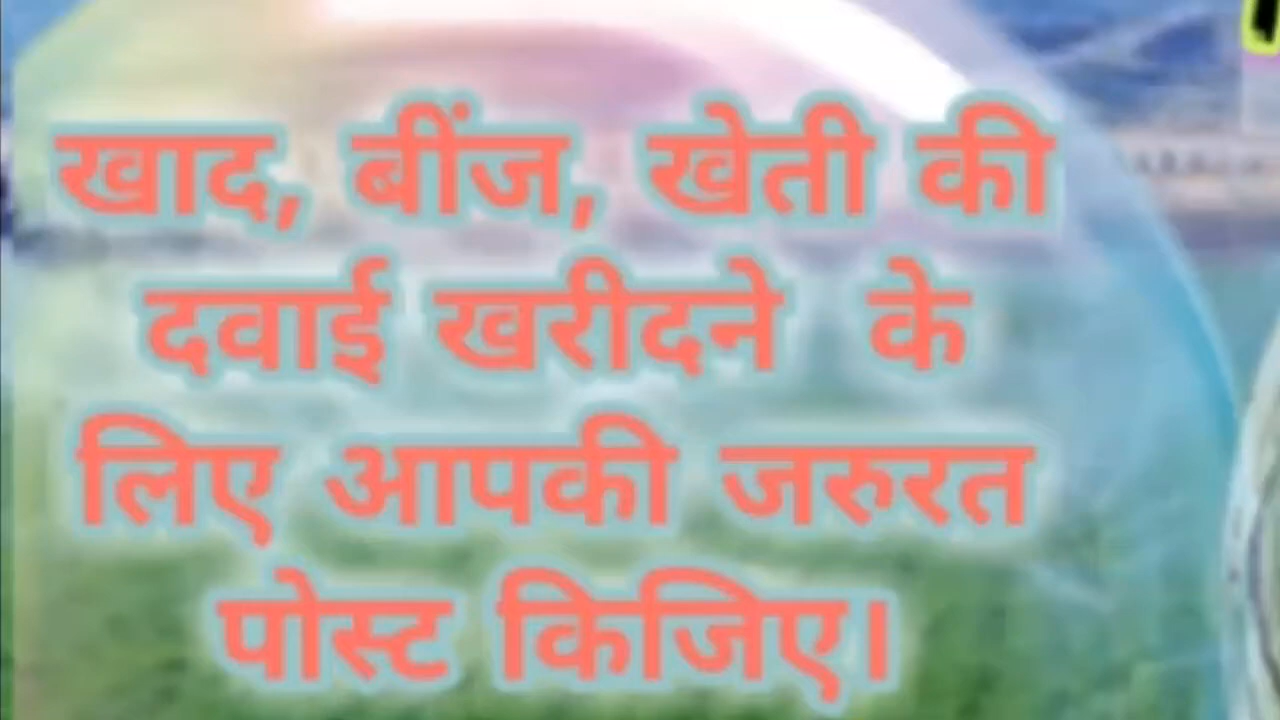 खाद, बींज, खेती की
दवाई खरीदने के
लिए आपकी जरुरत
पोस्ट किजिए।